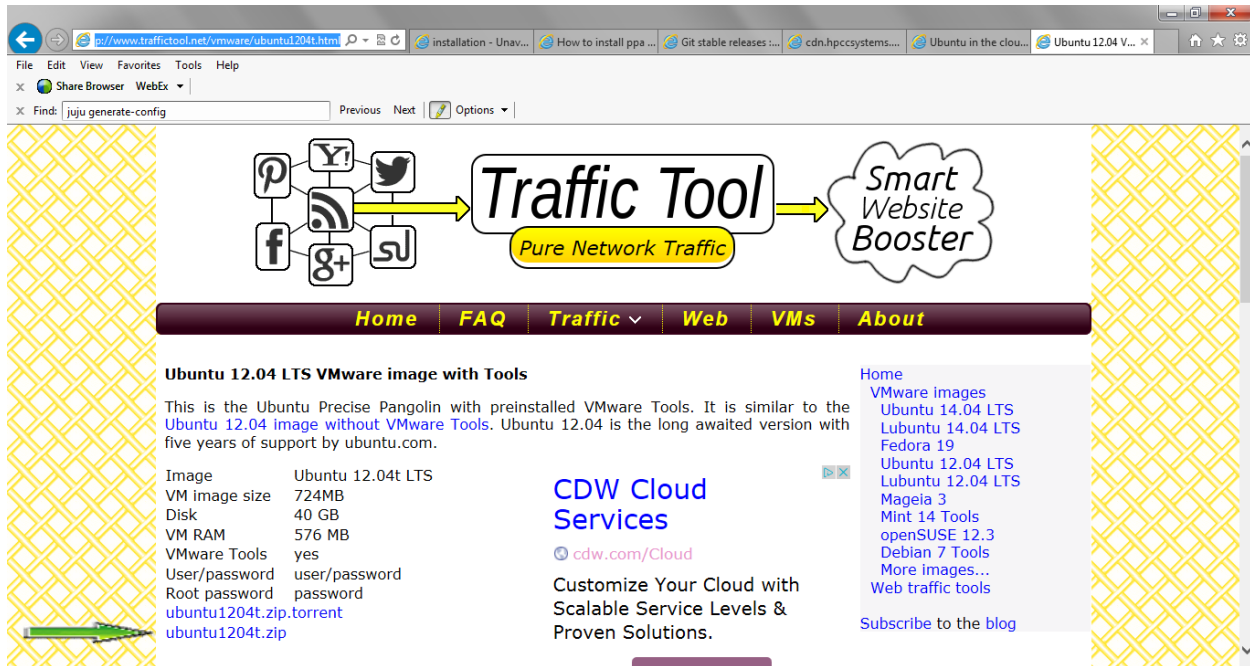 p://www.traffictool.net/vmware/ubuntu1204t.html
installation - Unav...
How to install ppa ...
Git stable releases :...
cdn.hpccsystems....
Ubuntu in the clou...
Ubuntu 12.04 V...
File Edit View Favorites Tools Help
x Share Browser WebEx
x Find: juju generate-config Previous Next Options
Y!
f
g+
Traffic Tool
Pure Network Traffic
Smart
Website
Booster
Home FAQ Traffic Web VMs About
Ubuntu 12.04 LTS VMware image with Tools
This is the Ubuntu Precise Pangolin with preinstalled VMware Tools. It is similar to the
Ubuntu 12.04 image without VMware Tools. Ubuntu 12.04 is the long awaited version with
five years of support by ubuntu.com.
Image Ubuntu 12.04t LTS
VM image size 724MB
Disk 40 GB
VM RAM 576 MB
VMware Tools yes
User/password user/password
Root password password
ubuntu1204t.zip.torrent
ubuntu1204t.zip
CDW Cloud
Services
cdw.com/Cloud
Customize Your Cloud with
Scalable Service Levels &
Proven Solutions.
Home
VMware images
Ubuntu 14.04 LTS
Lubuntu 14.04 LTS
Fedora 19
Ubuntu 12.04 LTS
Lubuntu 12.04 LTS
Mageia 3
Mint 14 Tools
openSUSE 12.3
Debian 7 Tools
More images...
Web traffic tools
Subscribe to the blog